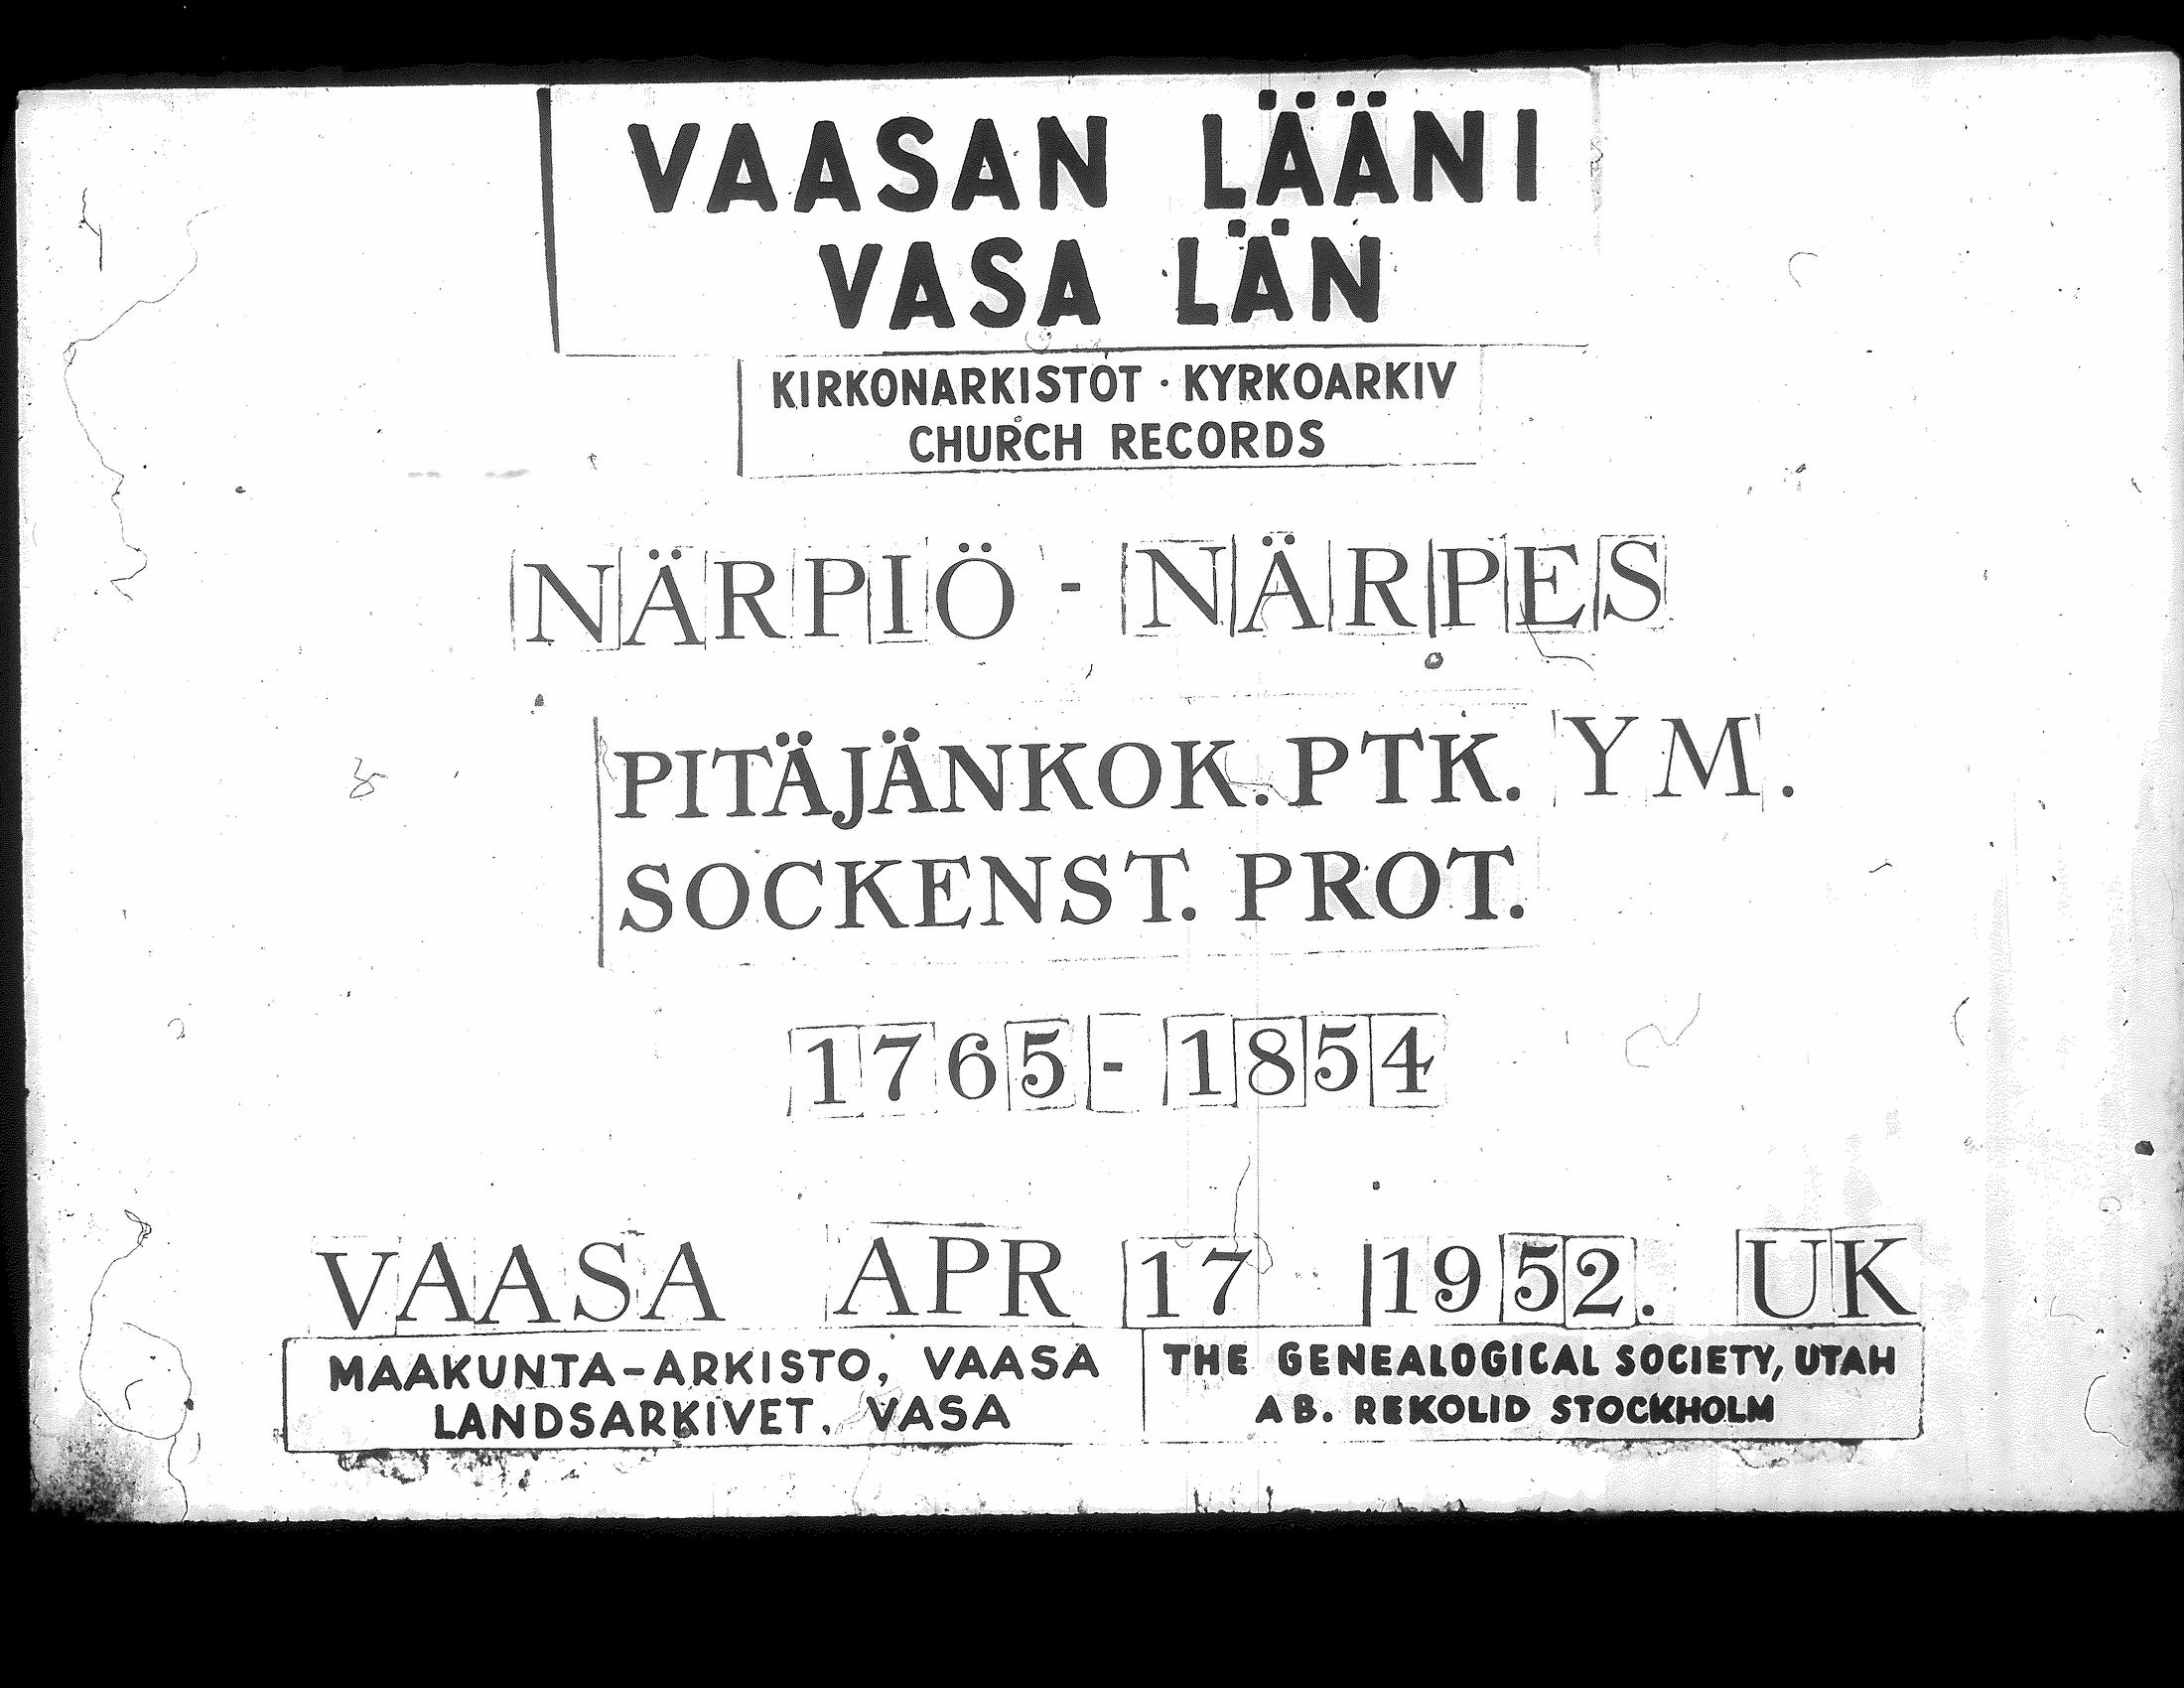 VAASAN LÄÄNI
VASA LÄN
KIRKONARKISTOT · KYRKOARKIV
CHURCH RECORDS
NÄRPIÖ - NÄRPES
PITÄJÄNKOK. PTK. YM.
SOCKENST. PROT.
1765 - 1854
VAASA APR 17 1952. UK
MAAKUNTA-ARKISTO, VAASA
LANDSARKIVET, VASA
THE GENEALOGICAL SOCIETY, UTAH
AB. REKOLID STOCKHOLM